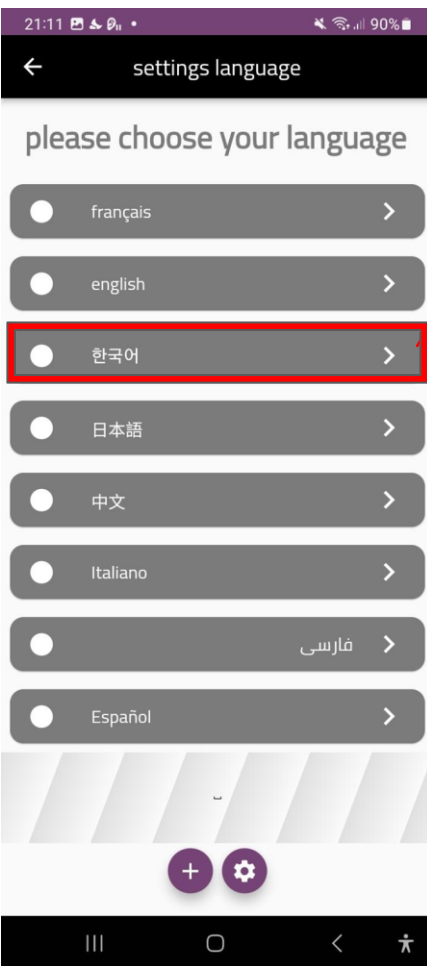 21:11 90%
settings language
please choose your language
français
english
한국어
日本語
中文
Italiano
فارسی
Español